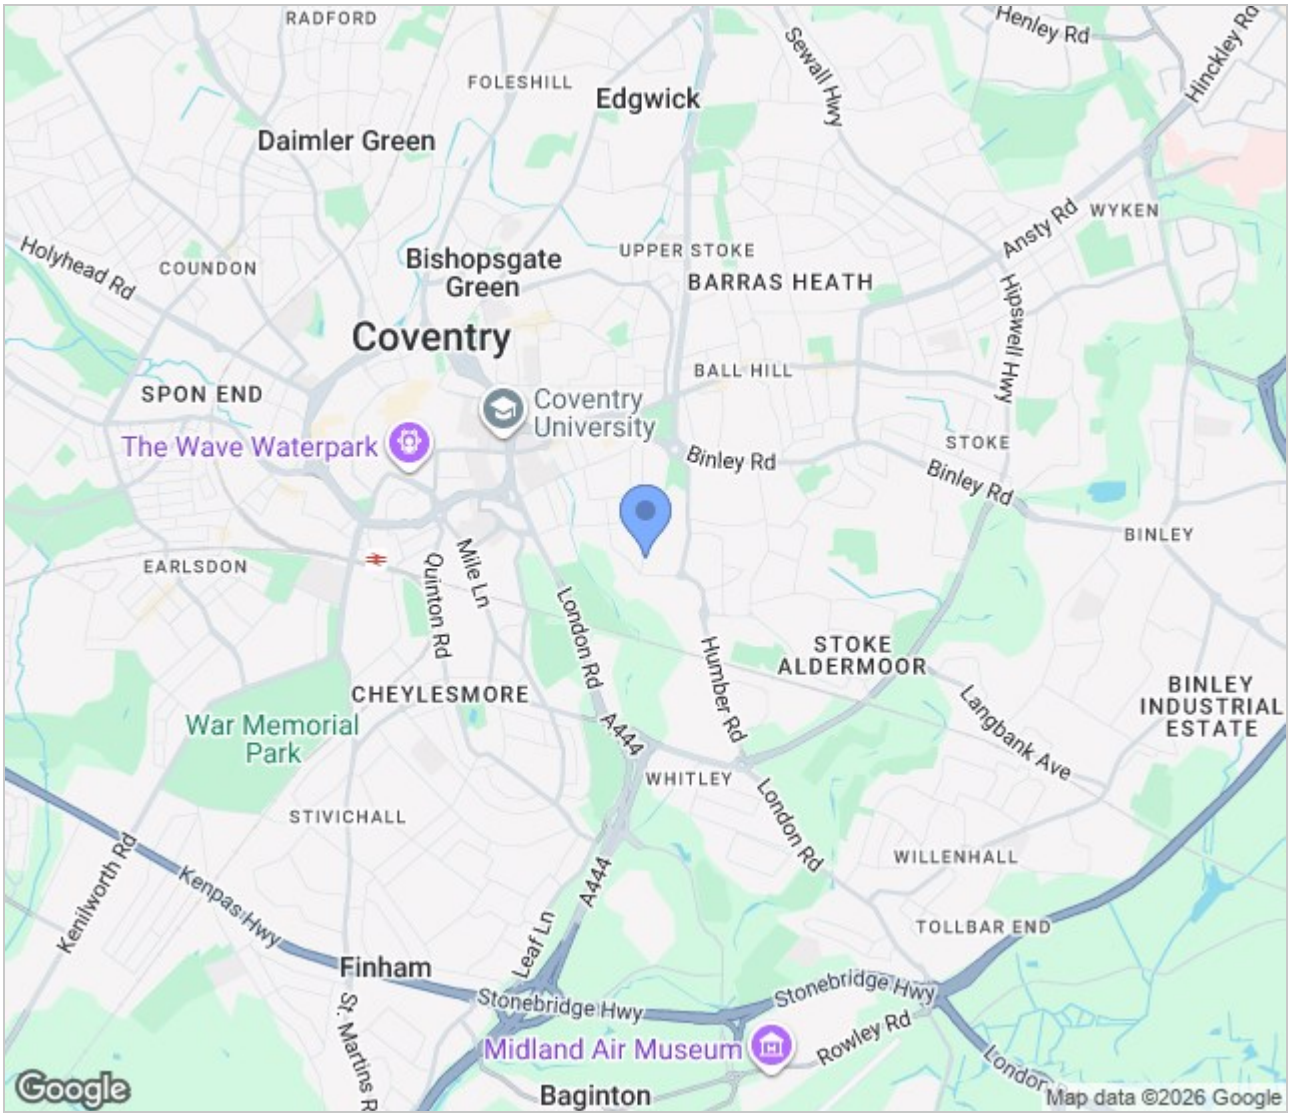 RADFORD
Henley Rd
Hinckley Rd
Sewall Hwy
FOLESHILL
Edgwick
Daimler Green
WYKEN
Ansty Rd
Holyhead Rd
COUNDON
Bishopsgate
Green
UPPER STOKE
BARRAS HEATH
Hipswell Hwy
Coventry
BALL HILL
SPON END
Coventry
University
The Wave Waterpark
STOKE
Binley Rd
Binley Rd
BINLEY
EARLSDON
Quinton Rd
Mile Ln
London Rd
Humber Rd
STOKE
ALDERMOOR
CHEYLESMORE
BINLEY
INDUSTRIAL
ESTATE
War Memorial
Park
A444
Langbank Ave
WHITLEY
STIVICHALL
London Rd
WILLENHALL
Kenilworth Rd
Kenpas Hwy
A444
Leaf Ln
TOLLBAR END
Finham
Stonebridge Hwy
Stonebridge Hwy
St. Martins R
Midland Air Museum
Rowley Rd
London
Baginton
Google
Map data ©2026 Google